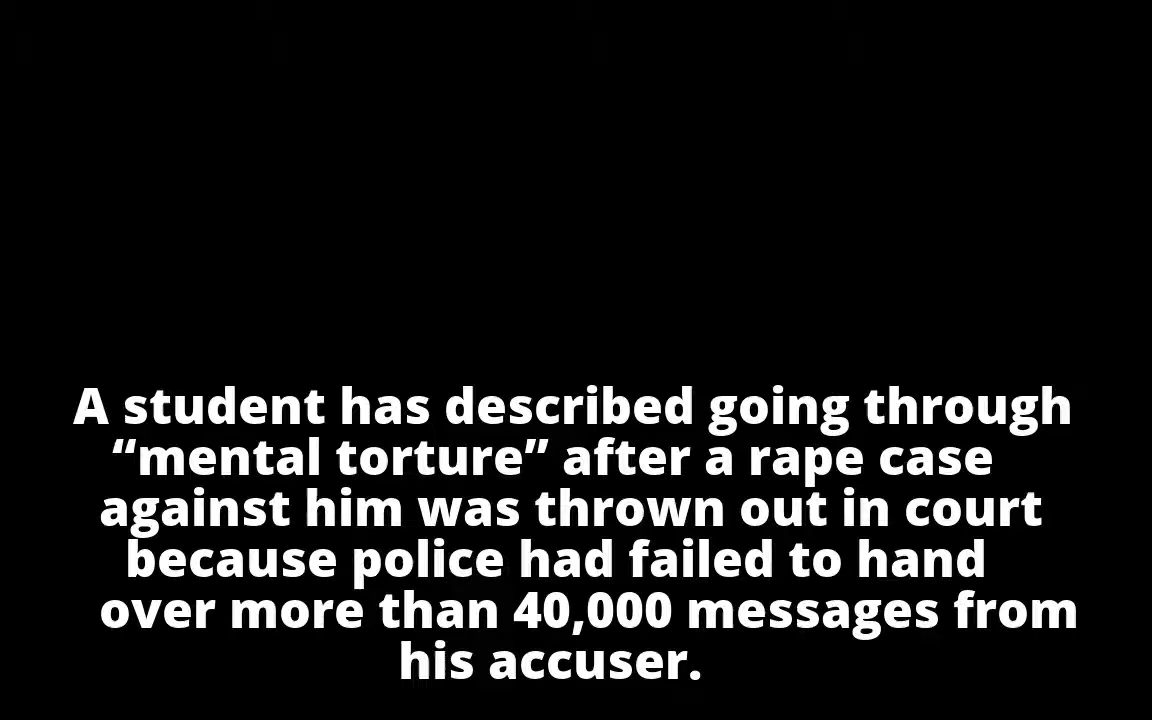 A student has described going through
“mental torture” after a rape case
against him was thrown out in court
because police had failed to hand
over more than 40,000 messages from
his accuser.